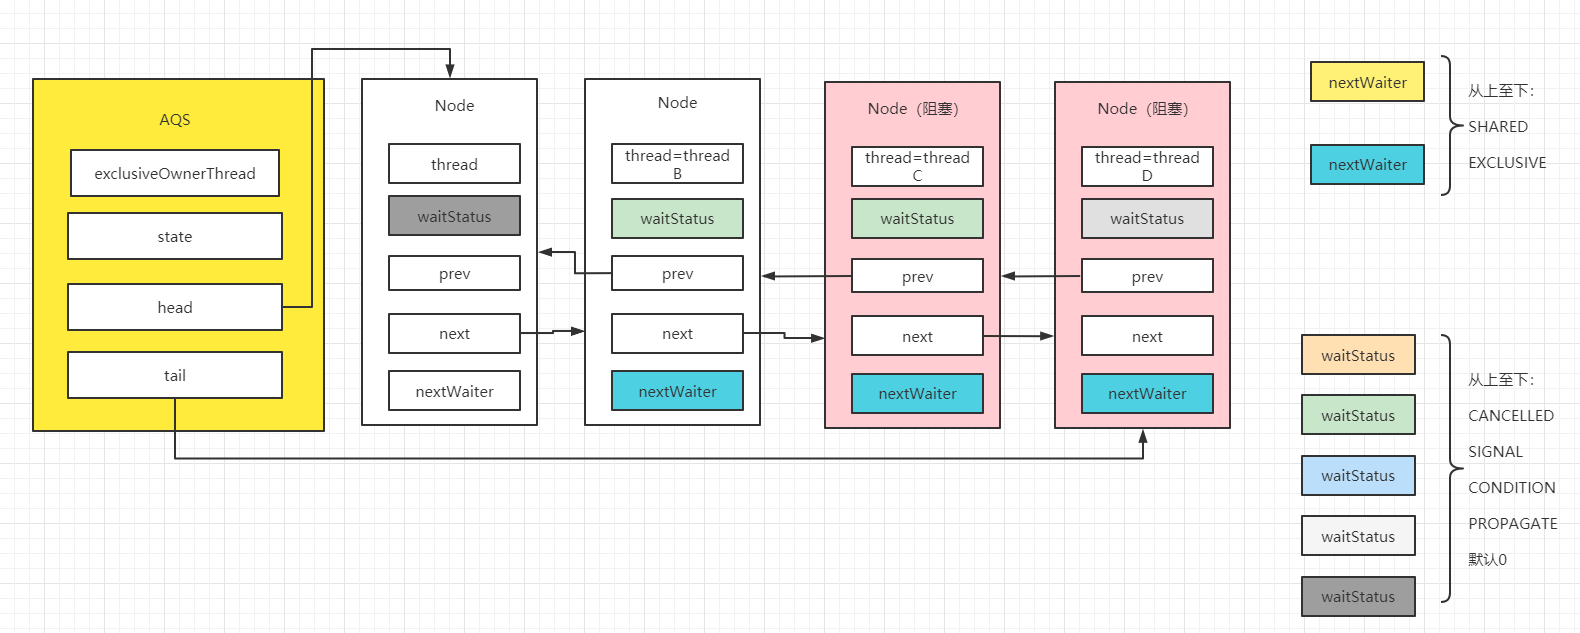 AQS
exclusiveOwnerThread
state
head
tail
Node
thread
waitStatus
prev
next
nextWaiter
Node
thread=thread
B
waitStatus
prev
next
nextWaiter
Node（阻塞）
thread=thread
C
waitStatus
prev
next
nextWaiter
Node（阻塞）
thread=thread
D
waitStatus
prev
next
nextWaiter
nextWaiter
nextWaiter
从上至下：
SHARED
EXCLUSIVE
waitStatus
waitStatus
waitStatus
waitStatus
waitStatus
从上至下：
CANCELLED
SIGNAL
CONDITION
PROPAGATE
默认0